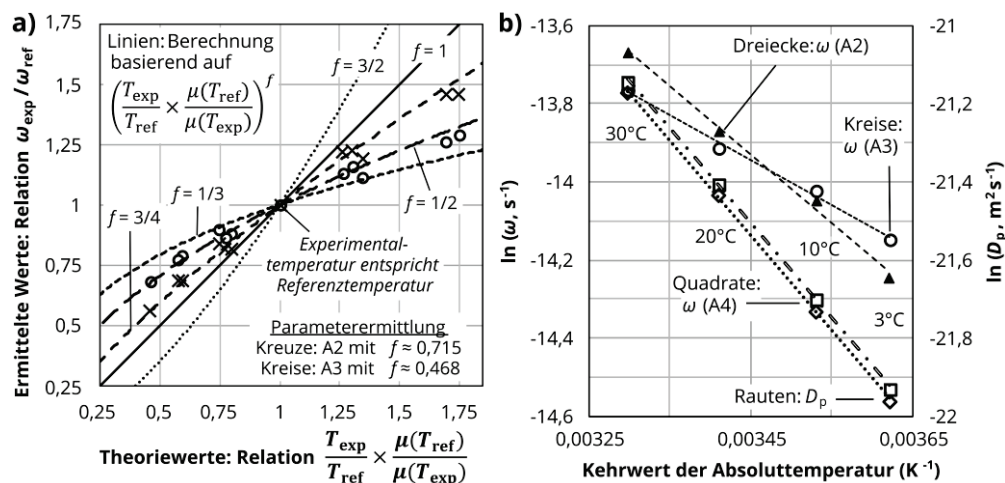 a)
Ermittelte Werte: Relation ω_exp / ω_ref
1,75
1,5
1,25
1
0,75
0,5
0,25
Linien: Berechnung
basierend auf
(T_exp / T_ref × μ(T_ref) / μ(T_exp))^f
f = 3/2
f = 1
f = 1/3
f = 3/4
f = 1/2
Experimental-
temperatur entspricht
Referenztemperatur
Parameterermittlung
Kreuze: A2 mit f ≈ 0,715
Kreise: A3 mit f ≈ 0,468
0,25 0,5 0,75 1 1,25 1,5 1,75
Theoriewerte: Relation T_exp / T_ref × μ(T_ref) / μ(T_exp)
b)
ln (ω, s⁻¹)
-13,6
-13,8
-14
-14,2
-14,4
-14,6
Dreiecke: ω (A2)
Kreise:
ω (A3)
30°C
20°C
10°C
3°C
Quadrate:
ω (A4)
Rauten: D_p
-21
-21,2
-21,4
-21,6
-21,8
-22
ln (D_p, m² s⁻¹)
0,00325 0,00345 0,00365
Kehrwert der Absoluttemperatur (K⁻¹)